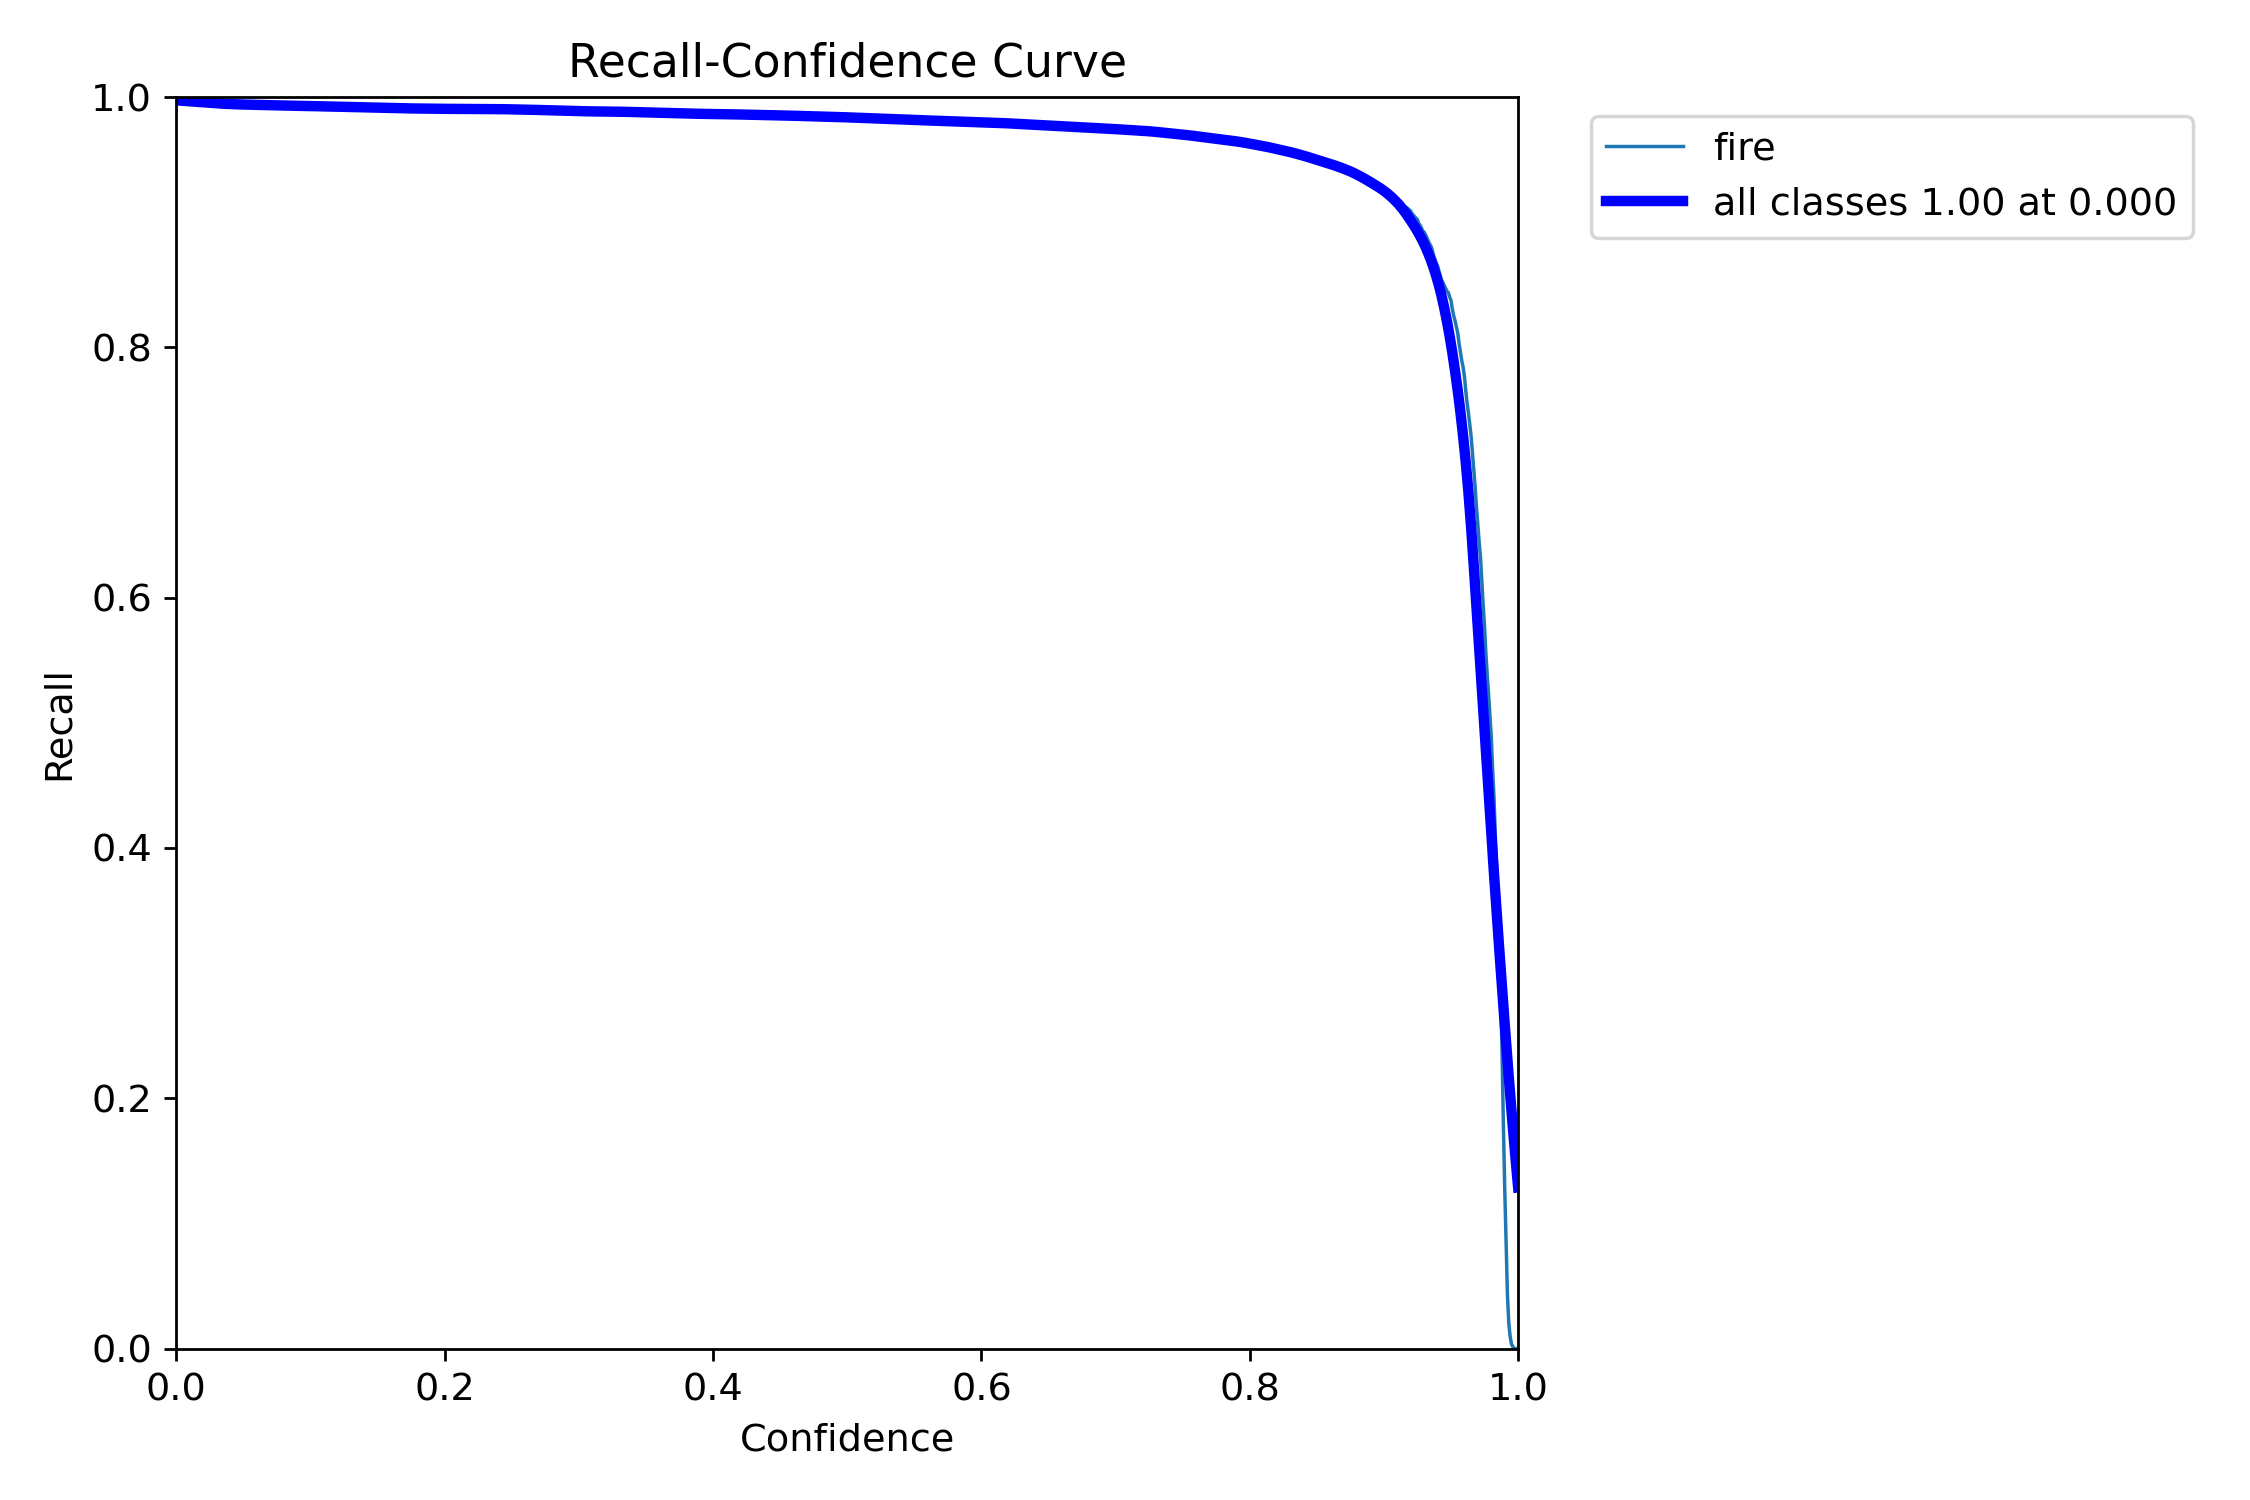 Recall-Confidence Curve
1.0
0.8
0.6
0.4
0.2
0.0
Recall
0.0 0.2 0.4 0.6 0.8 1.0
Confidence
fire
all classes 1.00 at 0.000